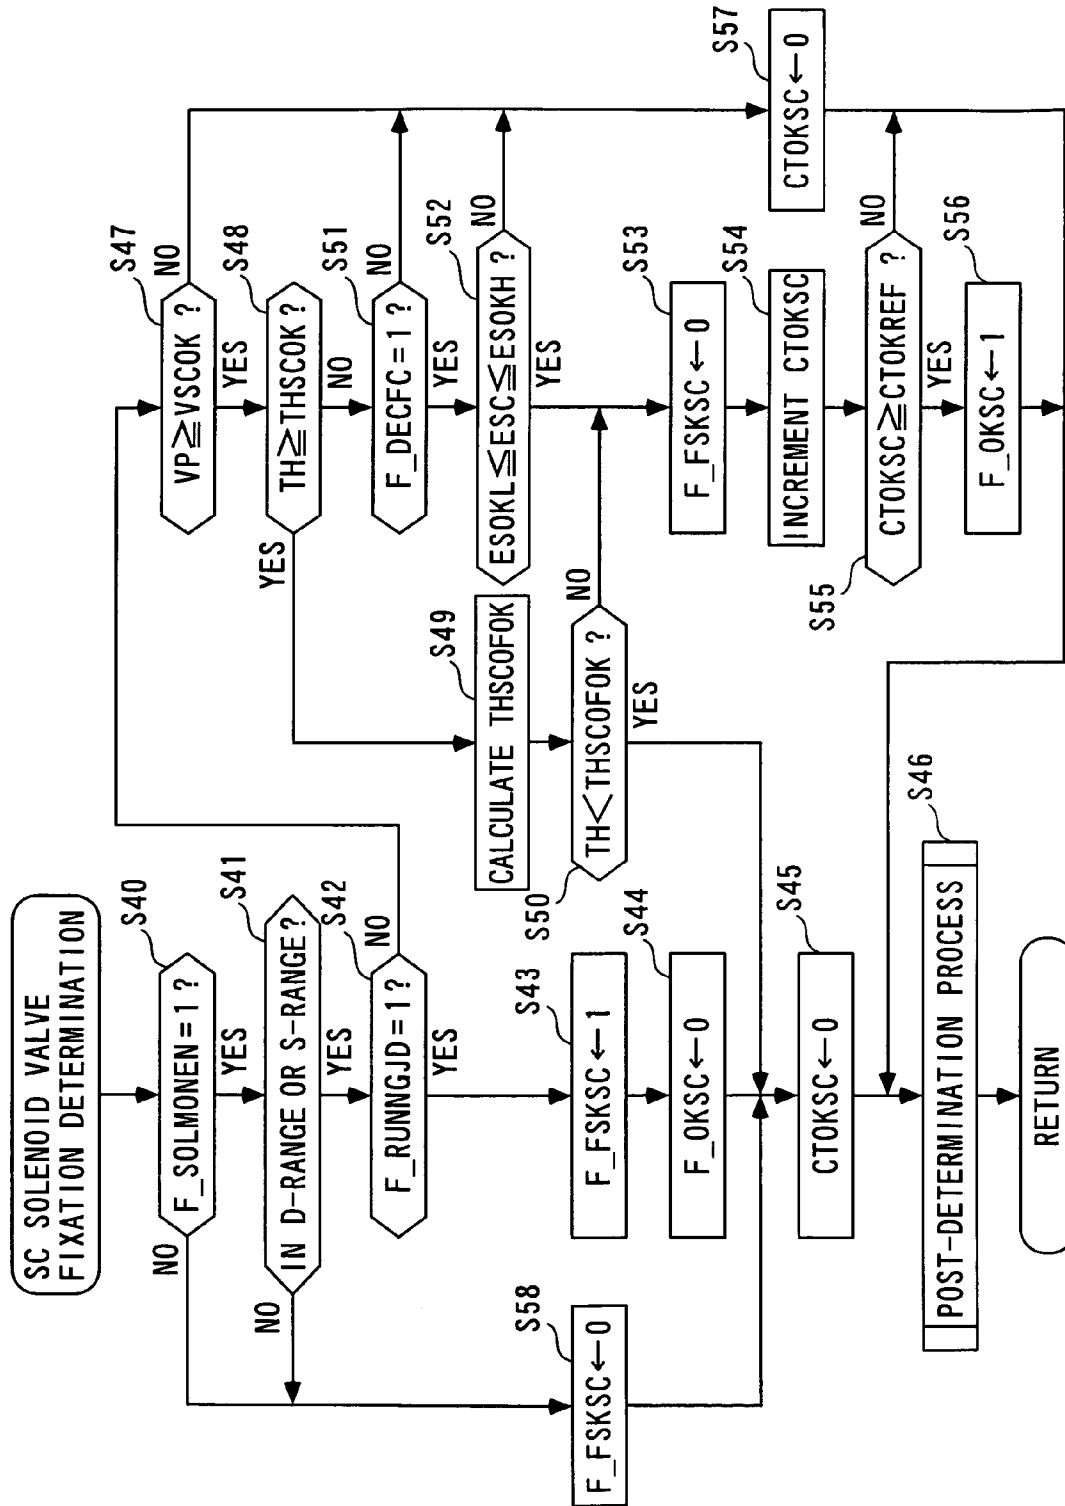 SC SOLENOID VALVE
FIXATION DETERMINATION
S40
F_SOLMONEN=1?
NO
YES
S41
IN D-RANGE OR S-RANGE?
NO
YES
S42
F_RUNNGJD=1?
NO
YES
S43
F_FSKSC←1
S44
F_OKSC←0
S58
F_FSKSC←0
S45
CTOKSC←0
S46
POST-DETERMINATION PROCESS
RETURN
S47
VP≧VSCOK ?
NO
YES
S48
TH≧THSCOK ?
YES
NO
S49
CALCULATE THSCOFOK
S50
TH<THSCOFOK ?
NO
YES
S51
F_DECFC=1?
NO
YES
S52
ESOKL≦ESC≦ESOKH ?
NO
YES
S53
F_FSKSC←0
S54
INCREMENT CTOKSC
S55
CTOKSC≧CTOKREF ?
NO
YES
S56
F_OKSC←1
S57
CTOKSC←0